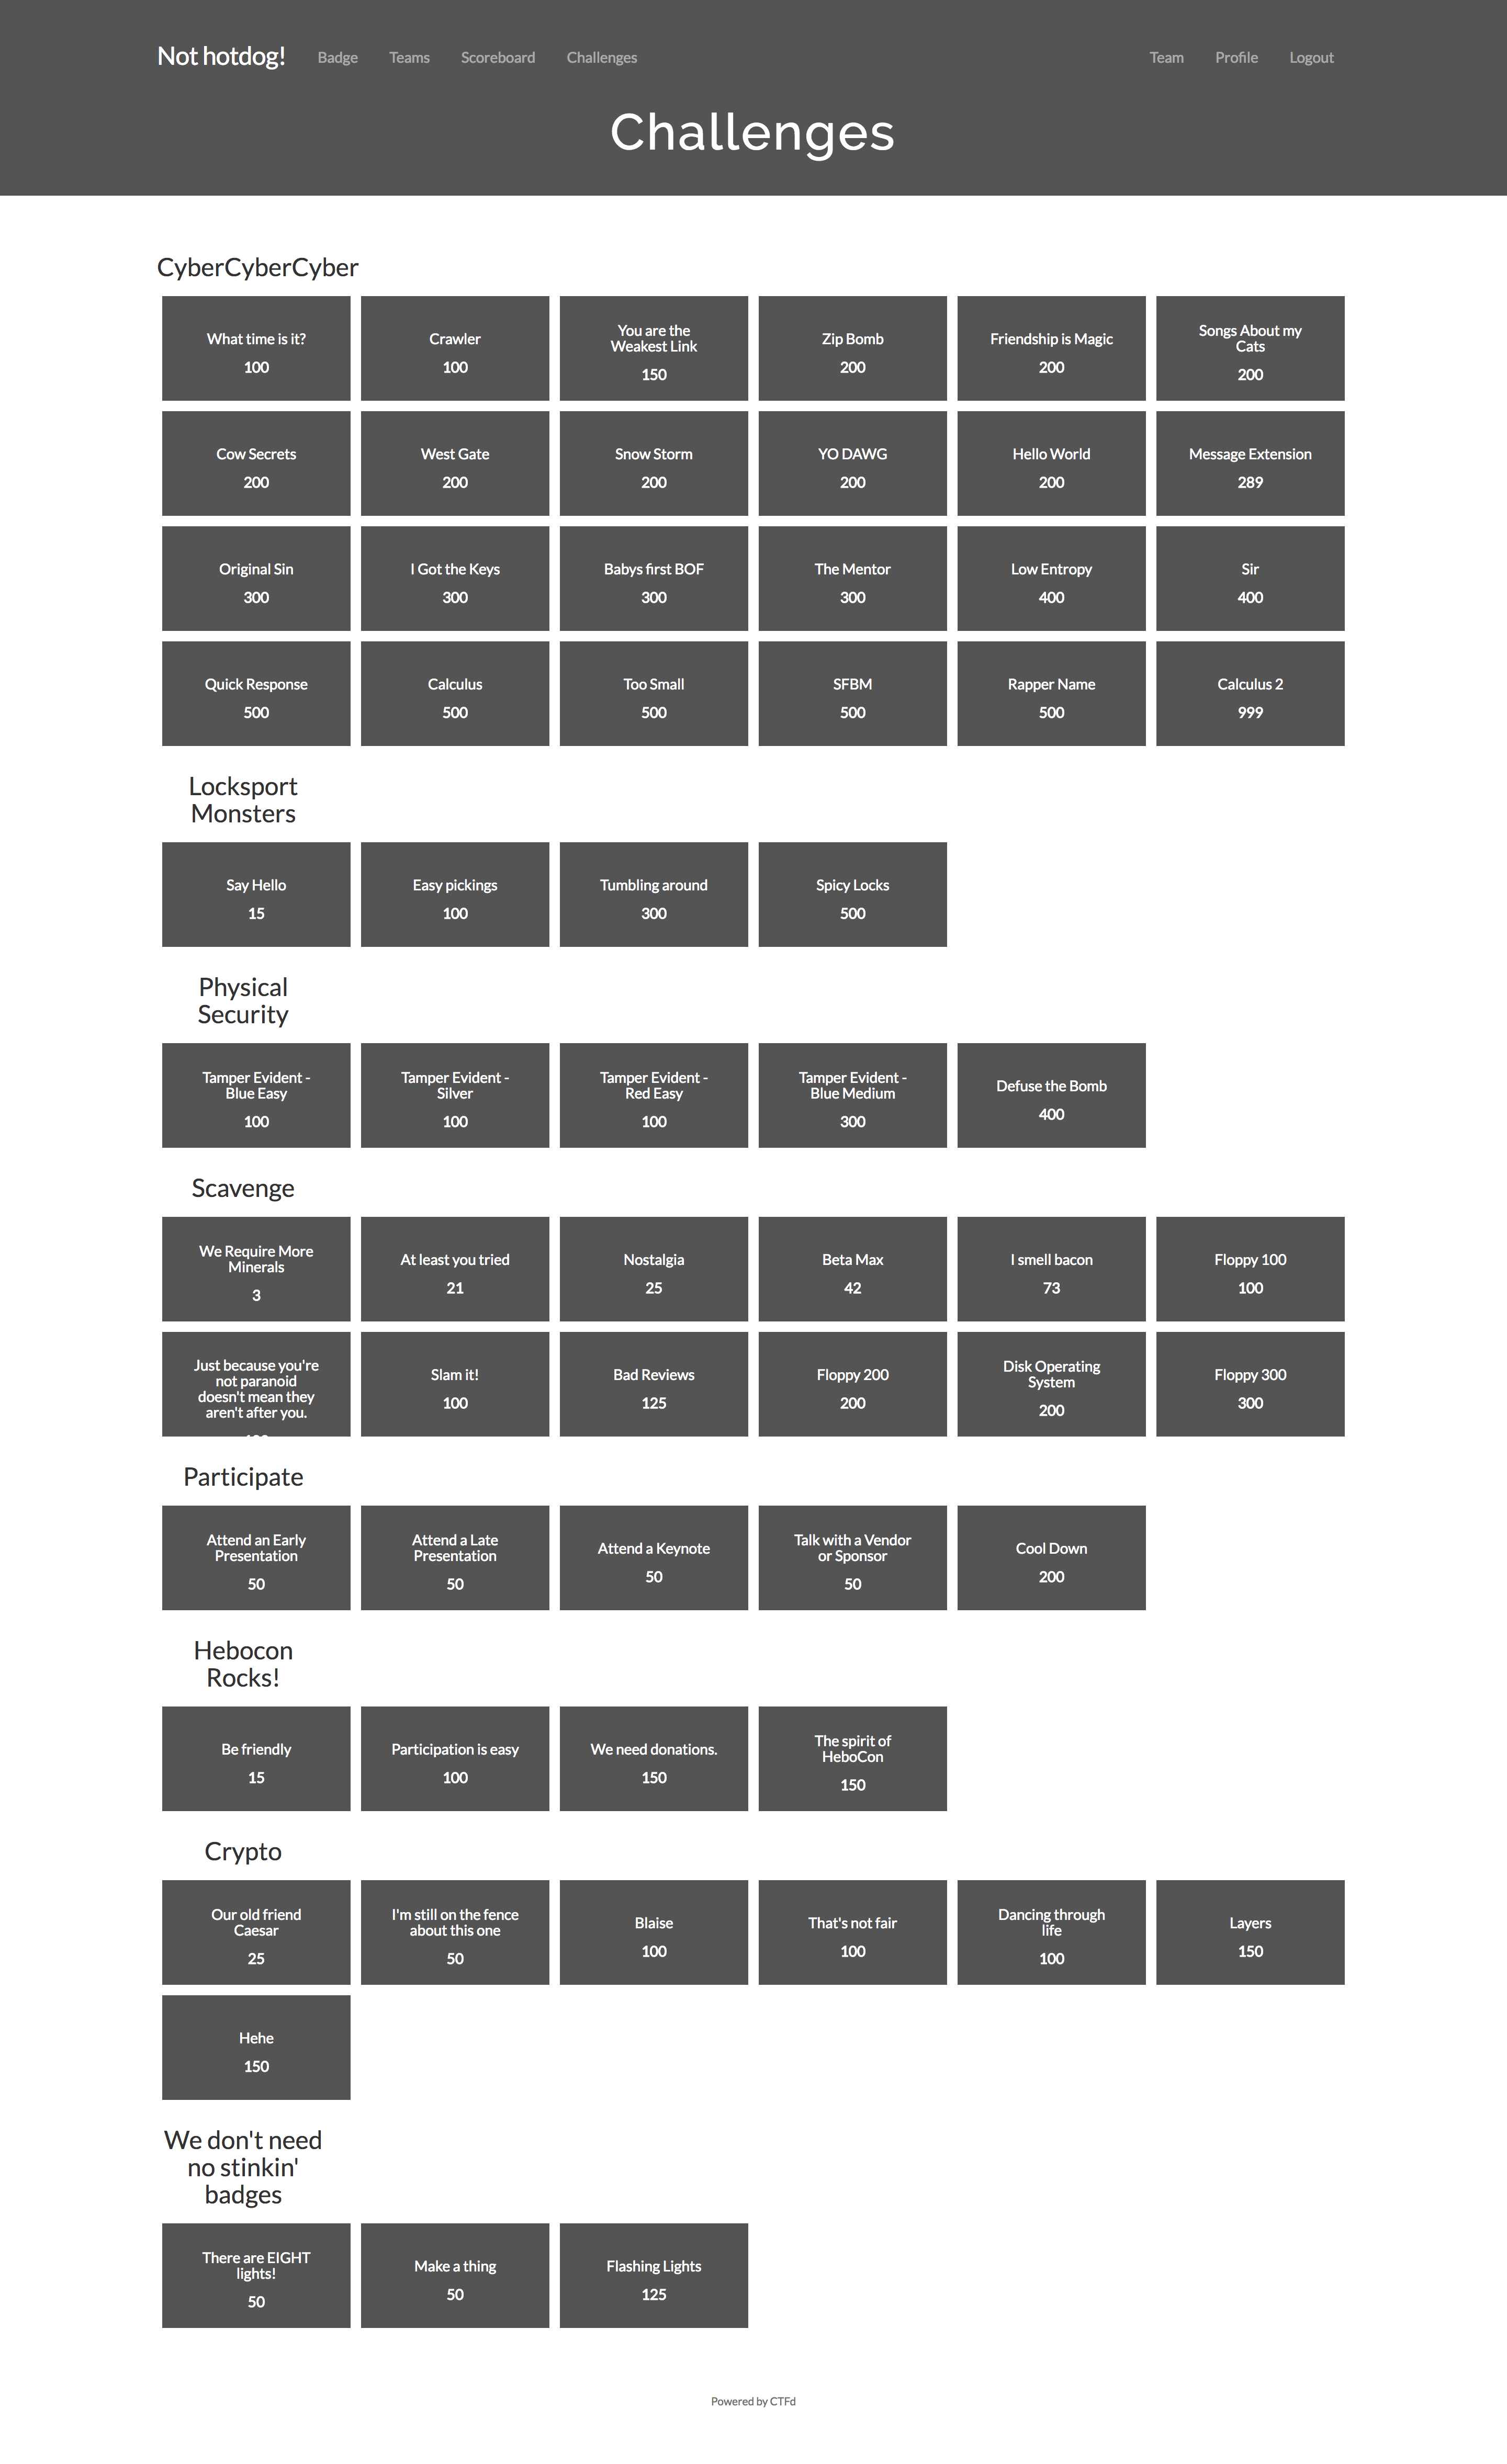 Not hotdog! Badge Teams Scoreboard Challenges Team Profile Logout
Challenges
CyberCyberCyber
What time is it?
100
Crawler
100
You are the
Weakest Link
150
Zip Bomb
200
Friendship is Magic
200
Songs About my
Cats
200
Cow Secrets
200
West Gate
200
Snow Storm
200
YO DAWG
200
Hello World
200
Message Extension
289
Original Sin
300
I Got the Keys
300
Babys first BOF
300
The Mentor
300
Low Entropy
400
Sir
400
Quick Response
500
Calculus
500
Too Small
500
SFBM
500
Rapper Name
500
Calculus 2
999
Locksport
Monsters
Say Hello
15
Easy pickings
100
Tumbling around
300
Spicy Locks
500
Physical
Security
Tamper Evident -
Blue Easy
100
Tamper Evident -
Silver
100
Tamper Evident -
Red Easy
100
Tamper Evident -
Blue Medium
300
Defuse the Bomb
400
Scavenge
We Require More
Minerals
3
At least you tried
21
Nostalgia
25
Beta Max
42
I smell bacon
73
Floppy 100
100
Just because you're
not paranoid
doesn't mean they
aren't after you.
Slam it!
100
Bad Reviews
125
Floppy 200
200
Disk Operating
System
200
Floppy 300
300
Participate
Attend an Early
Presentation
50
Attend a Late
Presentation
50
Attend a Keynote
50
Talk with a Vendor
or Sponsor
50
Cool Down
200
Hebocon
Rocks!
Be friendly
15
Participation is easy
100
We need donations.
150
The spirit of
HeboCon
150
Crypto
Our old friend
Caesar
25
I'm still on the fence
about this one
50
Blaise
100
That's not fair
100
Dancing through
life
100
Layers
150
Hehe
150
We don't need
no stinkin'
badges
There are EIGHT
lights!
50
Make a thing
50
Flashing Lights
125
Powered by CTFd